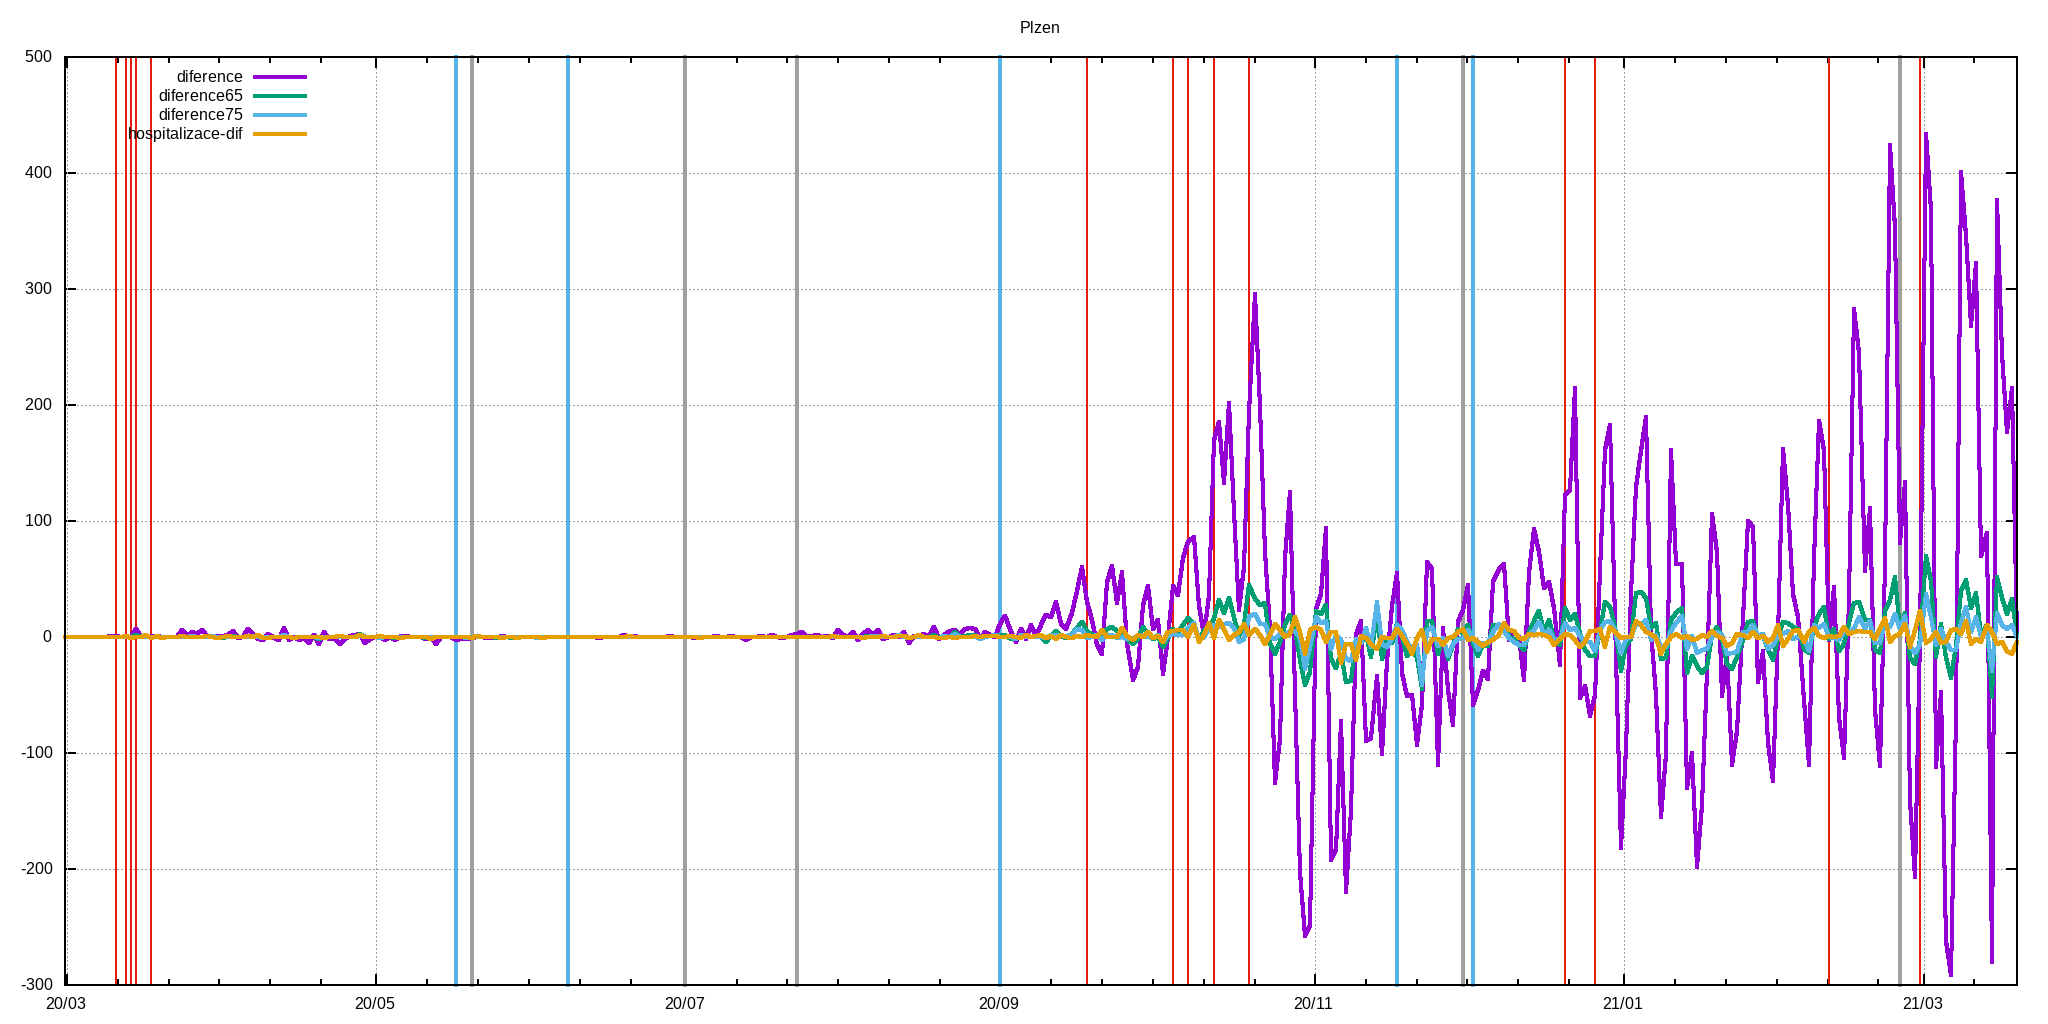 Plzen
500
400
300
200
100
0
-100
-200
-300
diference
diference65
diference75
hospitalizace-dif
20/03 20/05 20/07 20/09 20/11 21/01 21/03